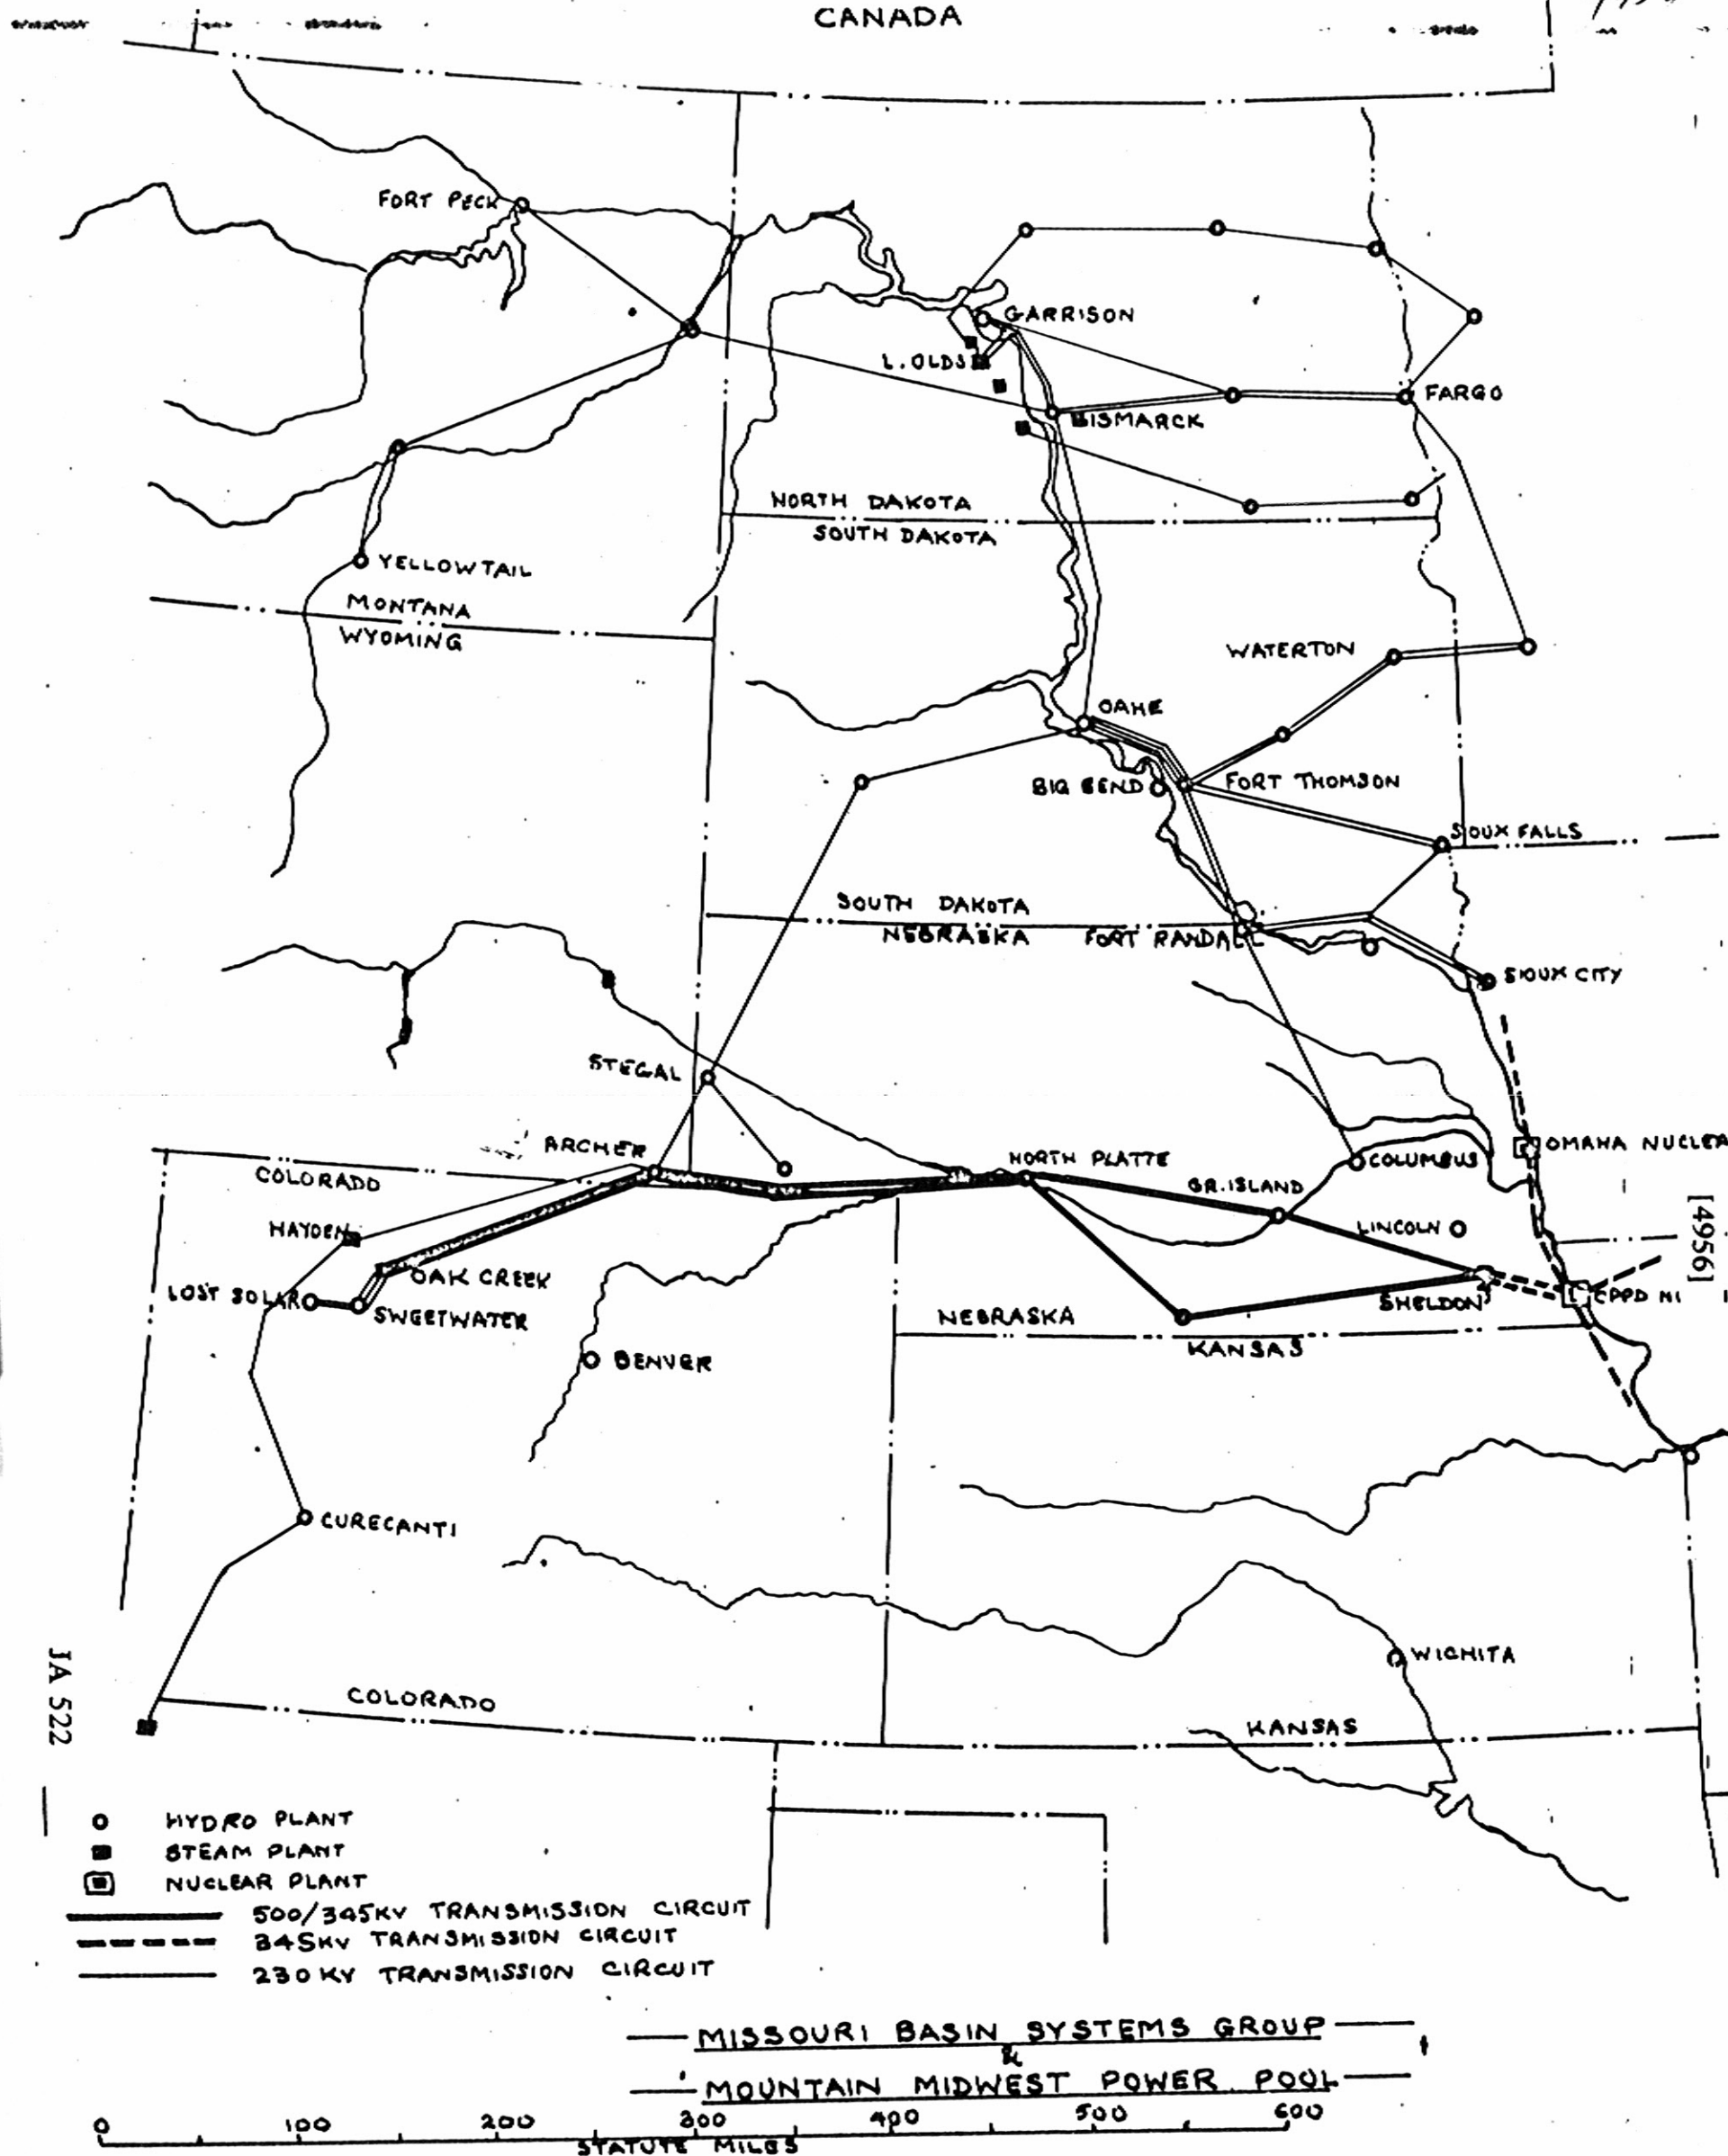 CANADA
FORT PECK
GARRISON
L. OLDS
FARGO
BISMARCK
NORTH DAKOTA
SOUTH DAKOTA
YELLOWTAIL
MONTANA
WYOMING
WATERTON
OAHE
BIG BEND
FORT THOMSON
SIOUX FALLS
SOUTH DAKOTA
NEBRASKA
FORT RANDALL
SIOUX CITY
STEGAL
ARCHER
OMAHA NUCLEA
NORTH PLATTE
COLUMBUS
COLORADO
GR. ISLAND
HAYDEN
LINCOLN
[4956]
OAK CREEK
LOST SOLAR
SWEETWATER
SHELDON
CPPD N1
NEBRASKA
KANSAS
DENVER
CURECANTI
WICHITA
JA 522
COLORADO
KANSAS
HYDRO PLANT
STEAM PLANT
NUCLEAR PLANT
500/345KV TRANSMISSION CIRCUIT
345KV TRANSMISSION CIRCUIT
230KV TRANSMISSION CIRCUIT
MISSOURI BASIN SYSTEMS GROUP
&
MOUNTAIN MIDWEST POWER POOL
0 100 200 300 400 500 600
STATUTE MILES